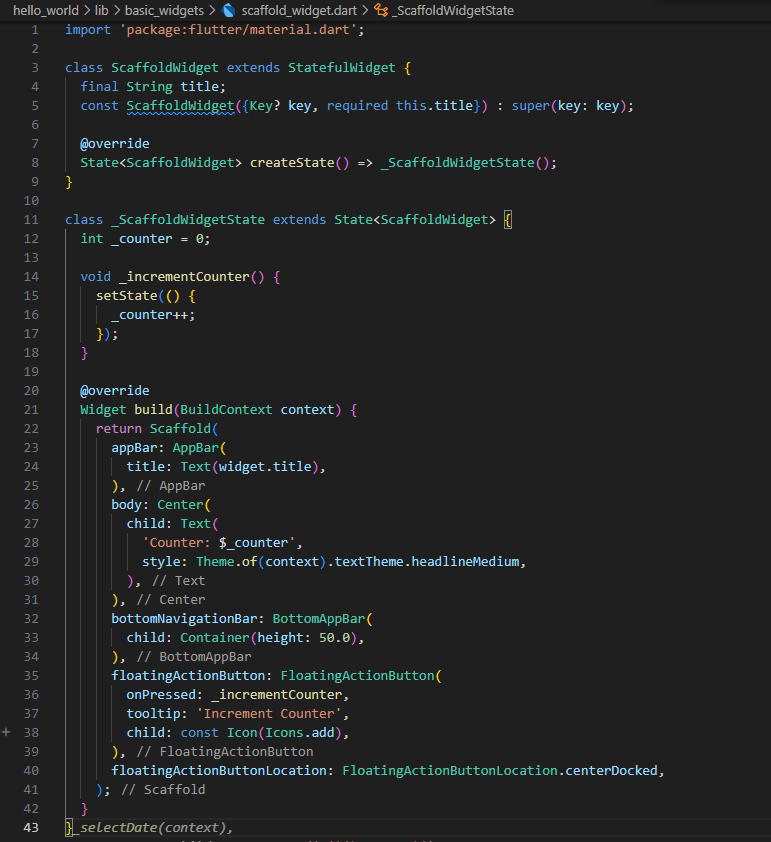 hello_world > lib > basic_widgets > scaffold_widget.dart > _ScaffoldWidgetState
1 import 'package:flutter/material.dart';
2
3 class ScaffoldWidget extends StatefulWidget {
4   final String title;
5   const ScaffoldWidget({Key? key, required this.title}) : super(key: key);
6
7   @override
8   State<ScaffoldWidget> createState() => _ScaffoldWidgetState();
9 }
10
11 class _ScaffoldWidgetState extends State<ScaffoldWidget> {
12   int _counter = 0;
13
14   void _incrementCounter() {
15     setState(() {
16       _counter++;
17     });
18   }
19
20   @override
21   Widget build(BuildContext context) {
22     return Scaffold(
23       appBar: AppBar(
24         title: Text(widget.title),
25       ), // AppBar
26       body: Center(
27         child: Text(
28           'Counter: $_counter',
29           style: Theme.of(context).textTheme.headlineMedium,
30         ), // Text
31       ), // Center
32       bottomNavigationBar: BottomAppBar(
33         child: Container(height: 50.0),
34       ), // BottomAppBar
35       floatingActionButton: FloatingActionButton(
36         onPressed: _incrementCounter,
37         tooltip: 'Increment Counter',
+ 38         child: const Icon(Icons.add),
39       ), // FloatingActionButton
40       floatingActionButtonLocation: FloatingActionButtonLocation.centerDocked,
41     ); // Scaffold
42   }
43 }_selectDate(context),